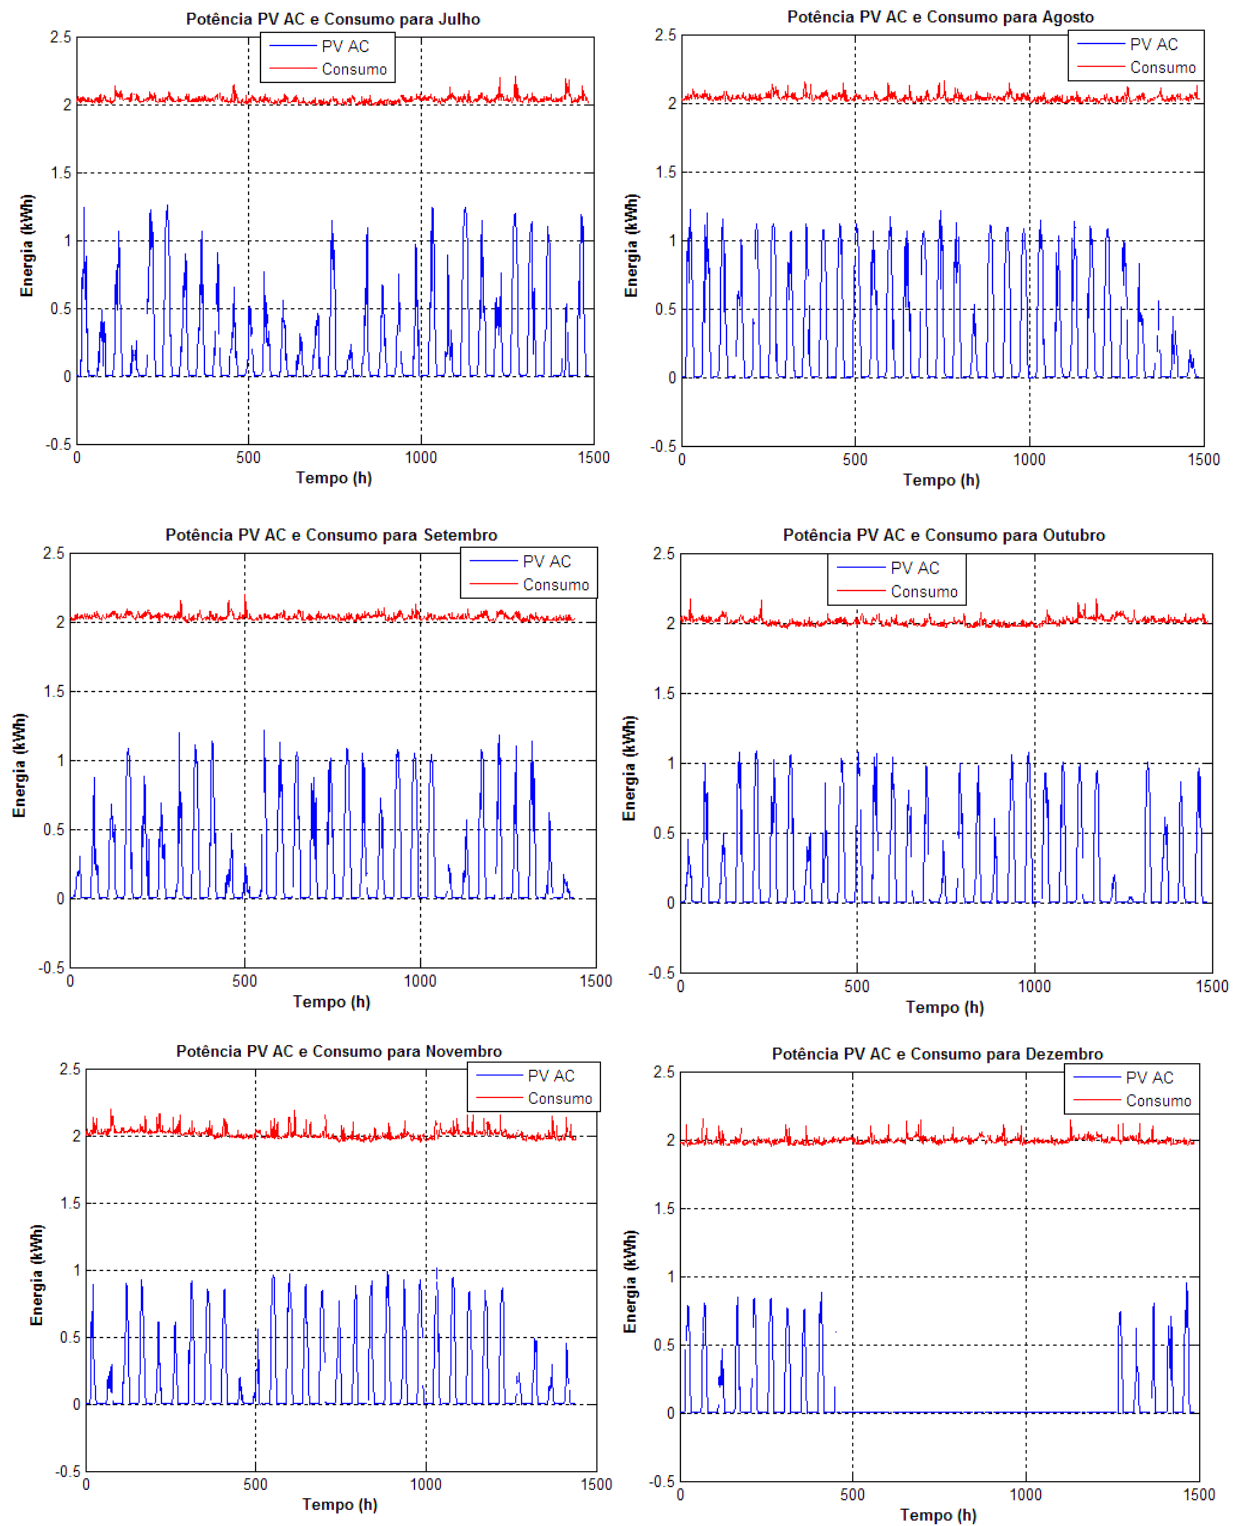 Potência PV AC e Consumo para Julho
PV AC
Consumo
2.5
2
1.5
1
0.5
0
-0.5
0
500
1000
1500
Energia (kWh)
Tempo (h)
Potência PV AC e Consumo para Agosto
PV AC
Consumo
2.5
2
1.5
1
0.5
0
-0.5
0
500
1000
1500
Energia (kWh)
Tempo (h)
Potência PV AC e Consumo para Setembro
PV AC
Consumo
2.5
2
1.5
1
0.5
0
-0.5
0
500
1000
1500
Energia (kWh)
Tempo (h)
Potência PV AC e Consumo para Outubro
PV AC
Consumo
2.5
2
1.5
1
0.5
0
-0.5
0
500
1000
1500
Energia (kWh)
Tempo (h)
Potência PV AC e Consumo para Novembro
PV AC
Consumo
2.5
2
1.5
1
0.5
0
-0.5
0
500
1000
1500
Energia (kWh)
Tempo (h)
Potência PV AC e Consumo para Dezembro
PV AC
Consumo
2.5
2
1.5
1
0.5
0
-0.5
0
500
1000
1500
Energia (kWh)
Tempo (h)